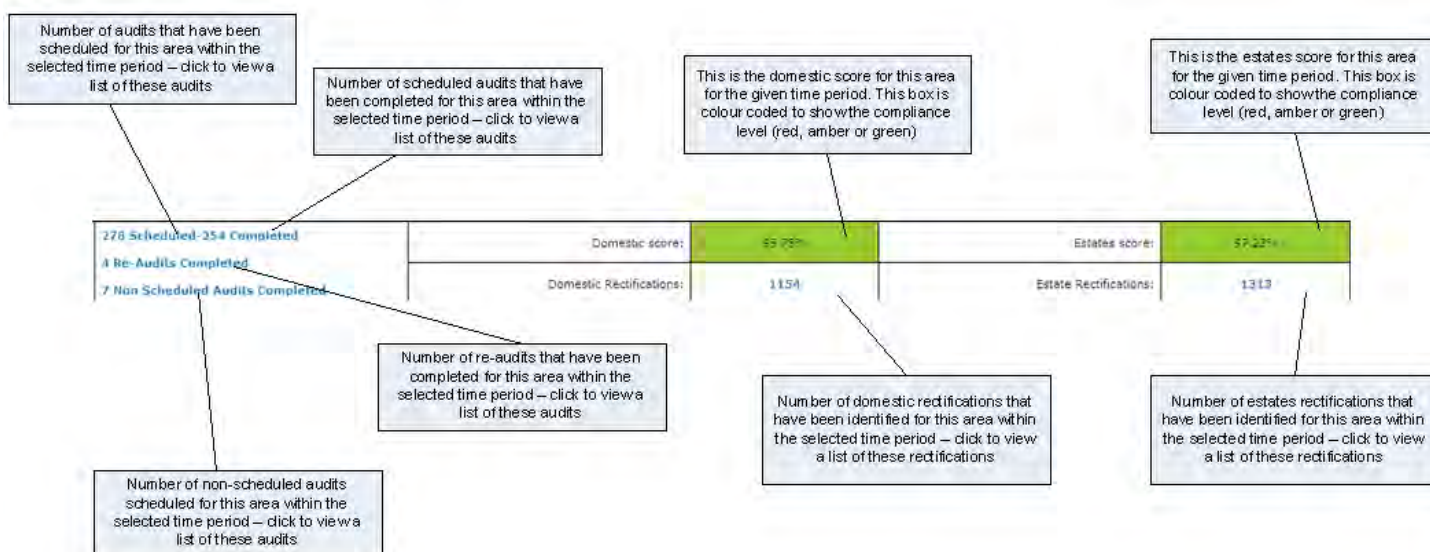 Number of audits that have been
scheduled for this area within the
selected time period – click to view a
list of these audits
Number of scheduled audits that have
been completed for this area within the
selected time period – click to view a
list of these audits
This is the domestic score for this area
for the given time period. This box is
colour coded to show the compliance
level (red, amber or green)
This is the estates score for this area
for the given time period. This box is
colour coded to show the compliance
level (red, amber or green)
Scheduled-254 Completed
4 Re-Audits Completed
7 Non Scheduled Audits Completed
Domestic score:
Domestic Rectifications:
1154
Estates score:
Estate Rectifications:
1313
Number of re-audits that have been
completed for this area within the
selected time period – click to view a
list of these audits
Number of domestic rectifications that
have been identified for this area within
the selected time period – click to view
a list of these rectifications
Number of estates rectifications that
have been identified for this area within
the selected time period – click to view
a list of these rectifications
Number of non-scheduled audits
scheduled for this area within the
selected time period – click to view a
list of these audits